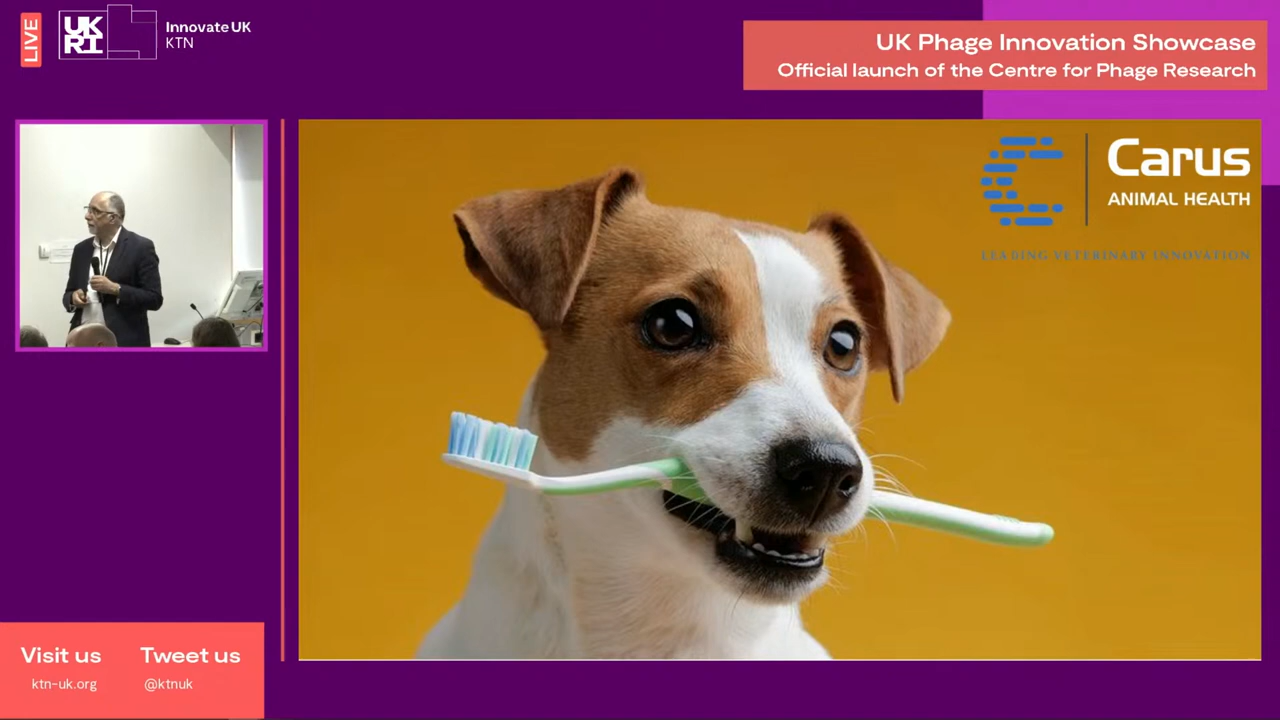 LIVE
UK
RI
Innovate UK
KTN
UK Phage Innovation Showcase
Official launch of the Centre for Phage Research
Carus
ANIMAL HEALTH
LEADING VETERINARY INNOVATION
Visit us
ktn-uk.org
Tweet us
@ktnuk